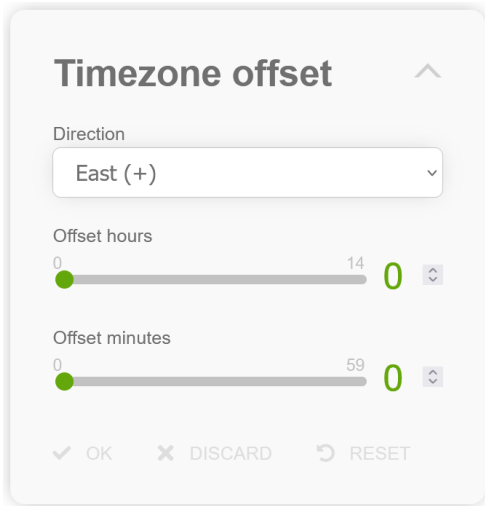 Timezone offset
Direction
East (+)
Offset hours
0 14 0
Offset minutes
0 59 0
OK DISCARD RESET